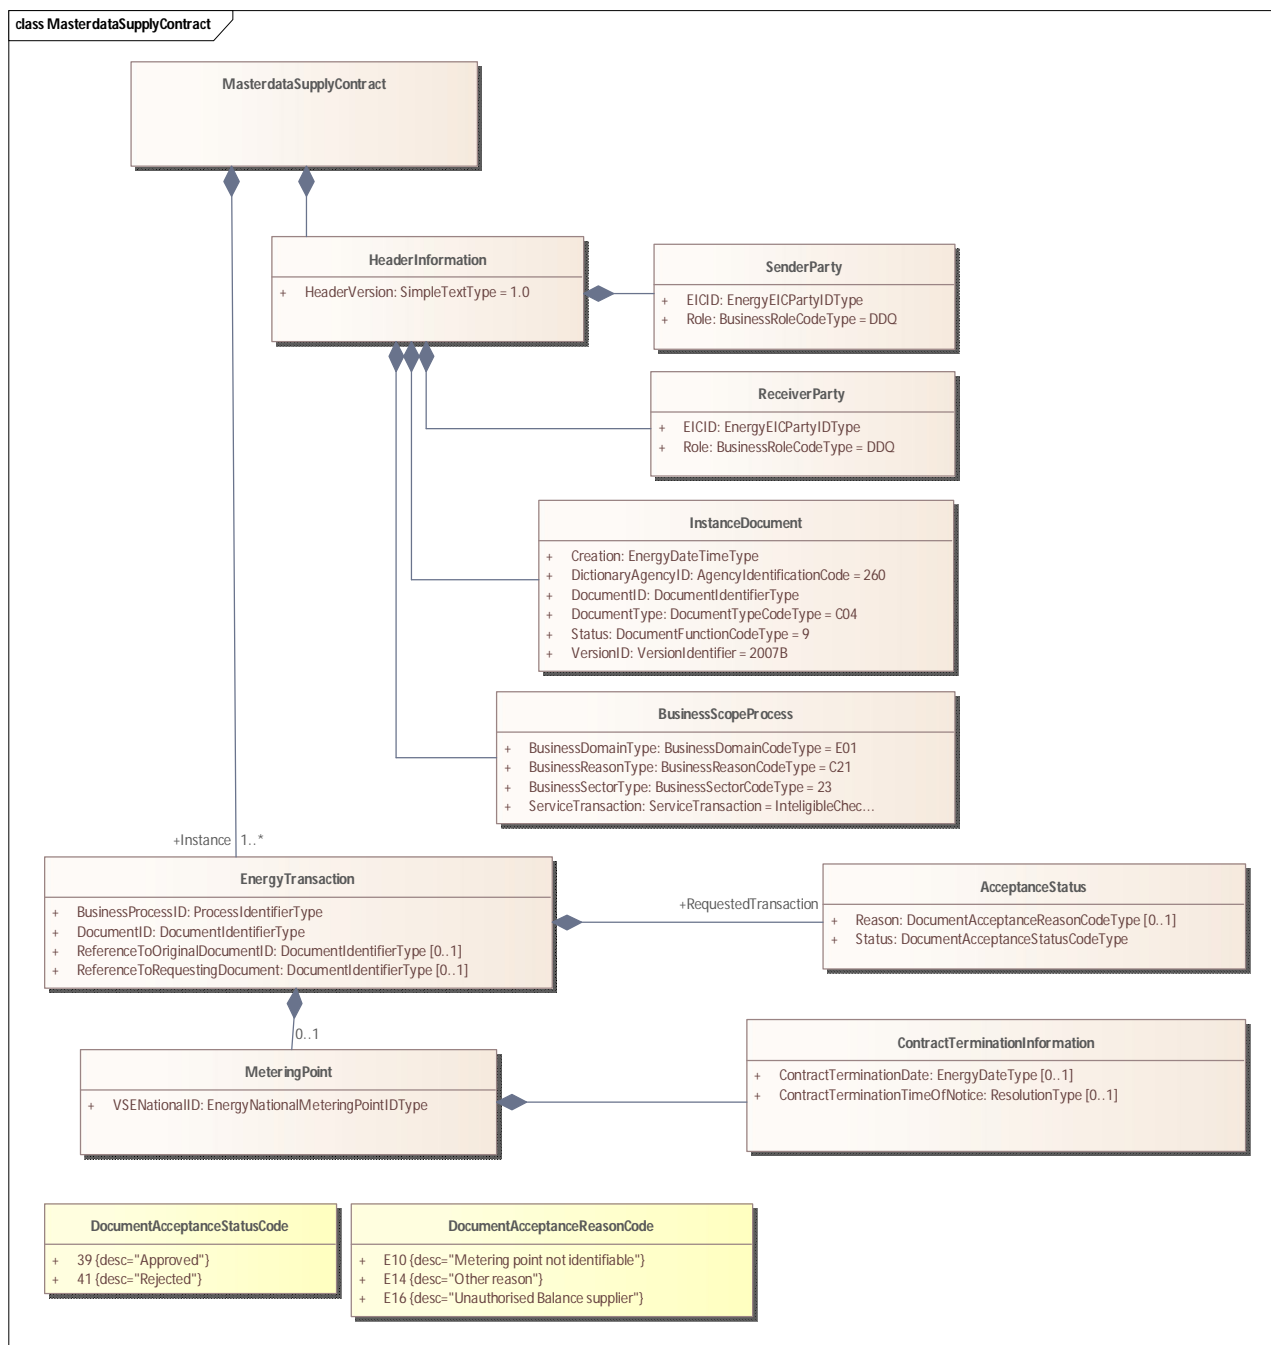 class MasterdataSupplyContract
MasterdataSupplyContract
HeaderInformation
+ HeaderVersion: SimpleTextType = 1.0
SenderParty
+ EICID: EnergyEICPartyIDType
+ Role: BusinessRoleCodeType = DDQ
ReceiverParty
+ EICID: EnergyEICPartyIDType
+ Role: BusinessRoleCodeType = DDQ
InstanceDocument
+ Creation: EnergyDateTimeType
+ DictionaryAgencyID: AgencyIdentificationCode = 260
+ DocumentID: DocumentIdentifierType
+ DocumentType: DocumentTypeCodeType = C04
+ Status: DocumentFunctionCodeType = 9
+ VersionID: VersionIdentifier = 2007B
BusinessScopeProcess
+ BusinessDomainType: BusinessDomainCodeType = E01
+ BusinessReasonType: BusinessReasonCodeType = C21
+ BusinessSectorType: BusinessSectorCodeType = 23
+ ServiceTransaction: ServiceTransaction = InteligibleChec...
+Instance 1..*
EnergyTransaction
+ BusinessProcessID: ProcessIdentifierType
+ DocumentID: DocumentIdentifierType
+ ReferenceToOriginalDocumentID: DocumentIdentifierType [0..1]
+ ReferenceToRequestingDocument: DocumentIdentifierType [0..1]
+RequestedTransaction
AcceptanceStatus
+ Reason: DocumentAcceptanceReasonCodeType [0..1]
+ Status: DocumentAcceptanceStatusCodeType
0..1
MeteringPoint
+ VSENationalID: EnergyNationalMeteringPointIDType
ContractTerminationInformation
+ ContractTerminationDate: EnergyDateType [0..1]
+ ContractTerminationTimeOfNotice: ResolutionType [0..1]
DocumentAcceptanceStatusCode
+ 39 {desc="Approved"}
+ 41 {desc="Rejected"}
DocumentAcceptanceReasonCode
+ E10 {desc="Metering point not identifiable"}
+ E14 {desc="Other reason"}
+ E16 {desc="Unauthorised Balance supplier"}